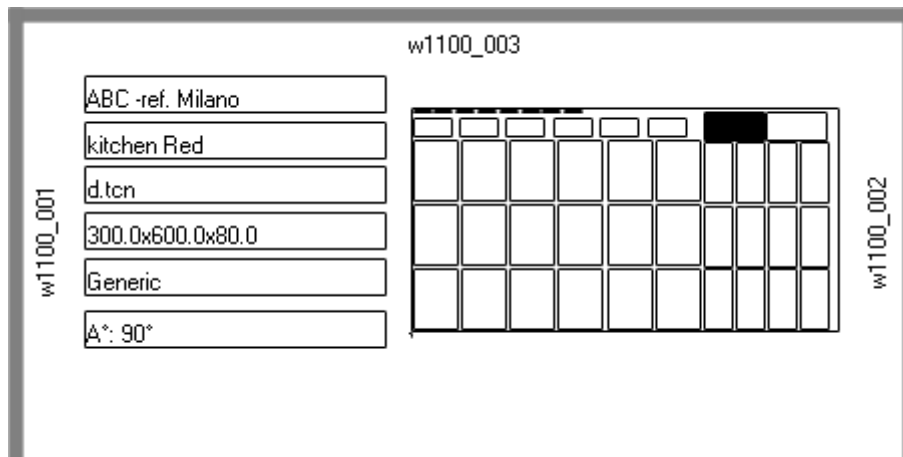 w1100_003
ABC -ref. Milano
kitchen Red
d.tcn
300.0x600.0x80.0
Generic
A°: 90°
w1100_001
w1100_002